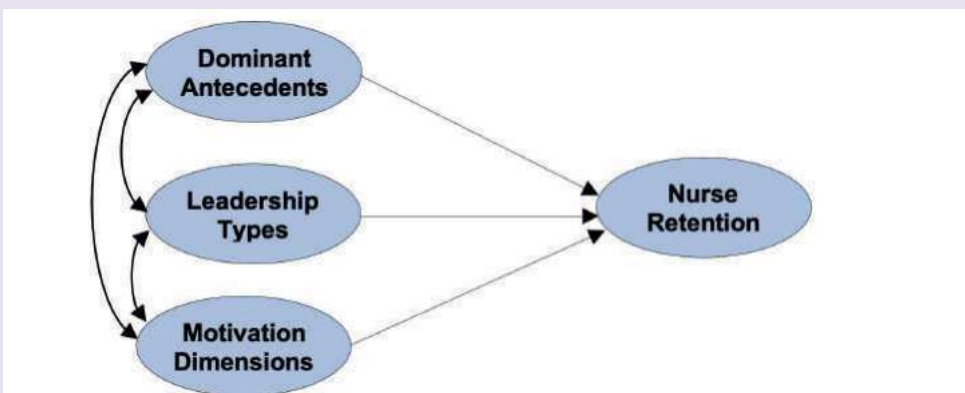 Dominant
Antecedents
Leadership
Types
Nurse
Retention
Motivation
Dimensions